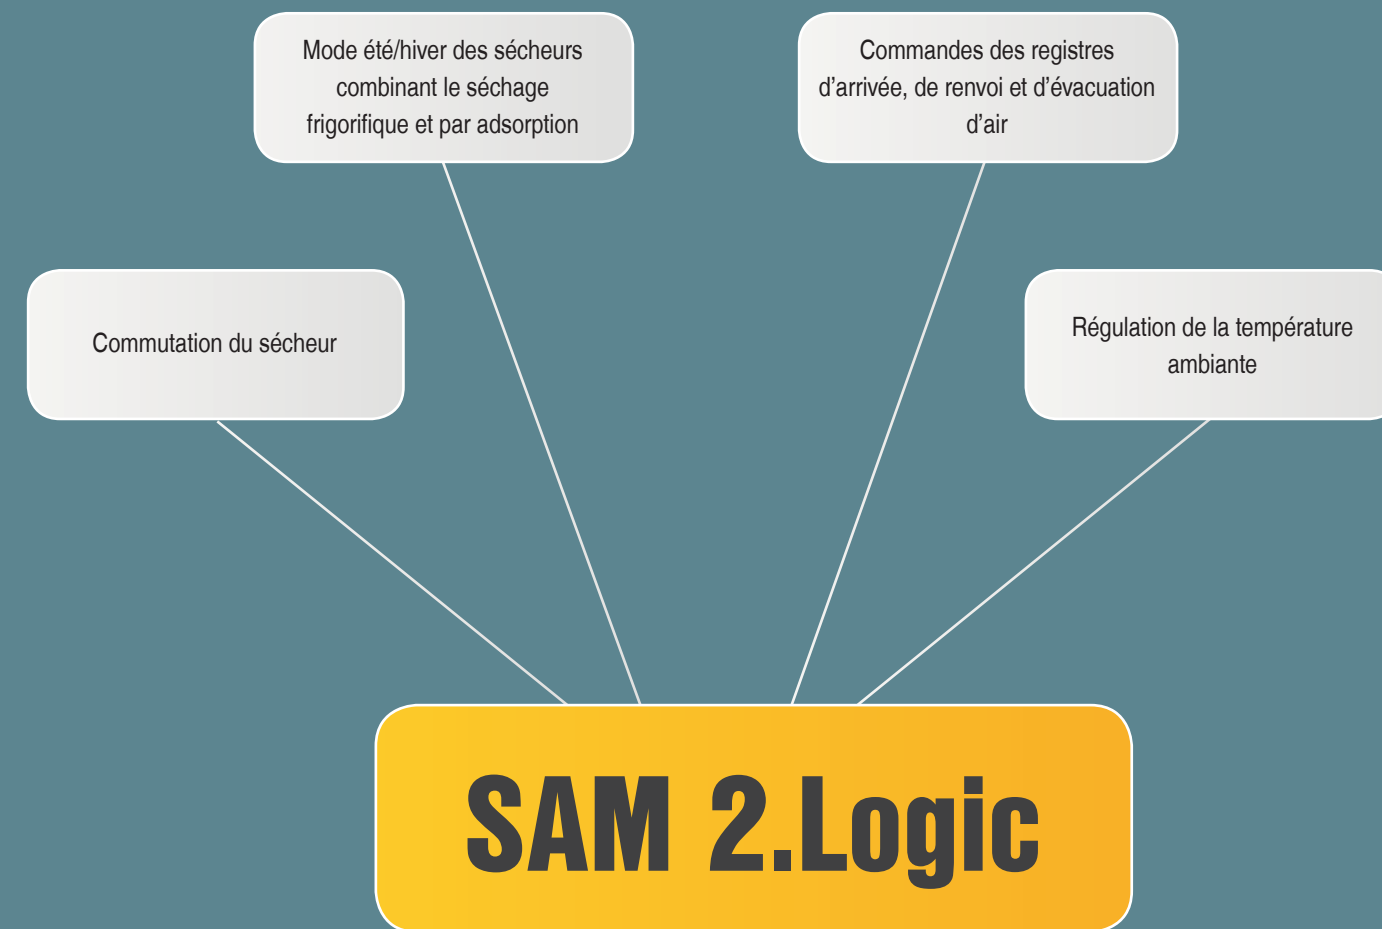 Mode été/hiver des sécheurs
combinant le séchage
frigorifique et par adsorption
Commandes des registres
d’arrivée, de renvoi et d’évacuation
d’air
Commutation du sécheur
Régulation de la température
ambiante
SAM 2.Logic